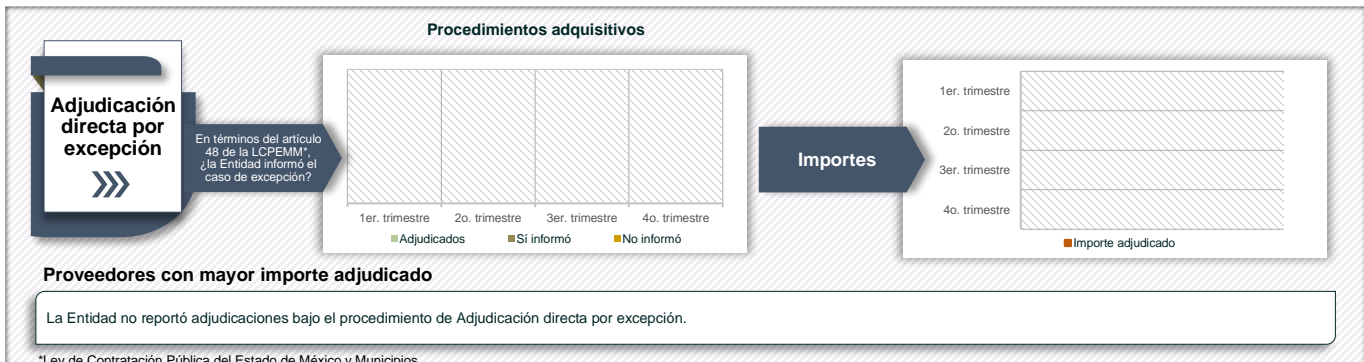 Procedimientos adquisitivos
Adjudicación
directa por
excepción
En términos del artículo
48 de la LCPEMM*,
¿la Entidad informó el
caso de excepción?
1er. trimestre 2o. trimestre 3er. trimestre 4o. trimestre
Adjudicados Sí informó No informó
Importes
1er. trimestre
2o. trimestre
3er. trimestre
4o. trimestre
Importe adjudicado
Proveedores con mayor importe adjudicado
La Entidad no reportó adjudicaciones bajo el procedimiento de Adjudicación directa por excepción.
*Ley de Contratación Pública del Estado de México y Municipios